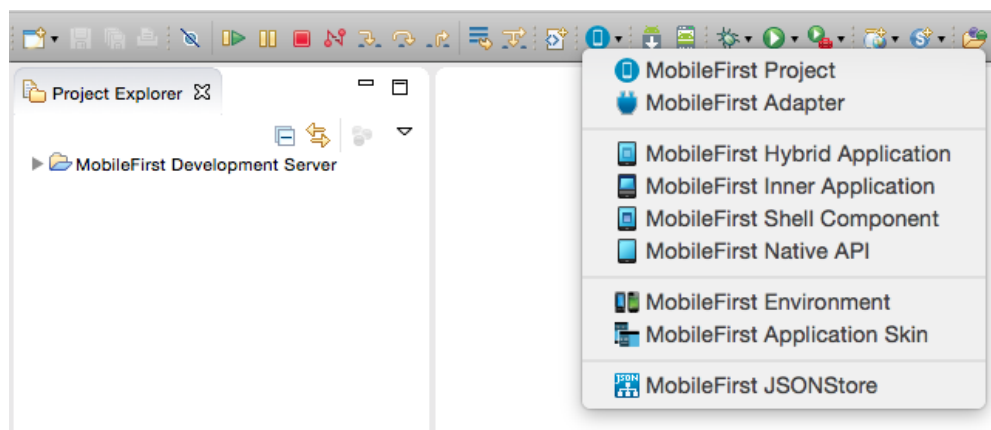 Project Explorer
MobileFirst Development Server
MobileFirst Project
MobileFirst Adapter
MobileFirst Hybrid Application
MobileFirst Inner Application
MobileFirst Shell Component
MobileFirst Native API
MobileFirst Environment
MobileFirst Application Skin
JSON
MobileFirst JSONStore